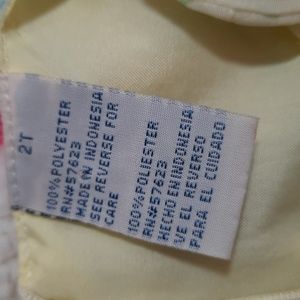 2T
100%POLYESTER
RN#57623
MADE IN INDONESIA
SEE REVERSE FOR
CARE
100%POLIESTER
RN#57623
HECHO EN INDONESIA
VE EL REVERSO
PARA EL CUIDADO